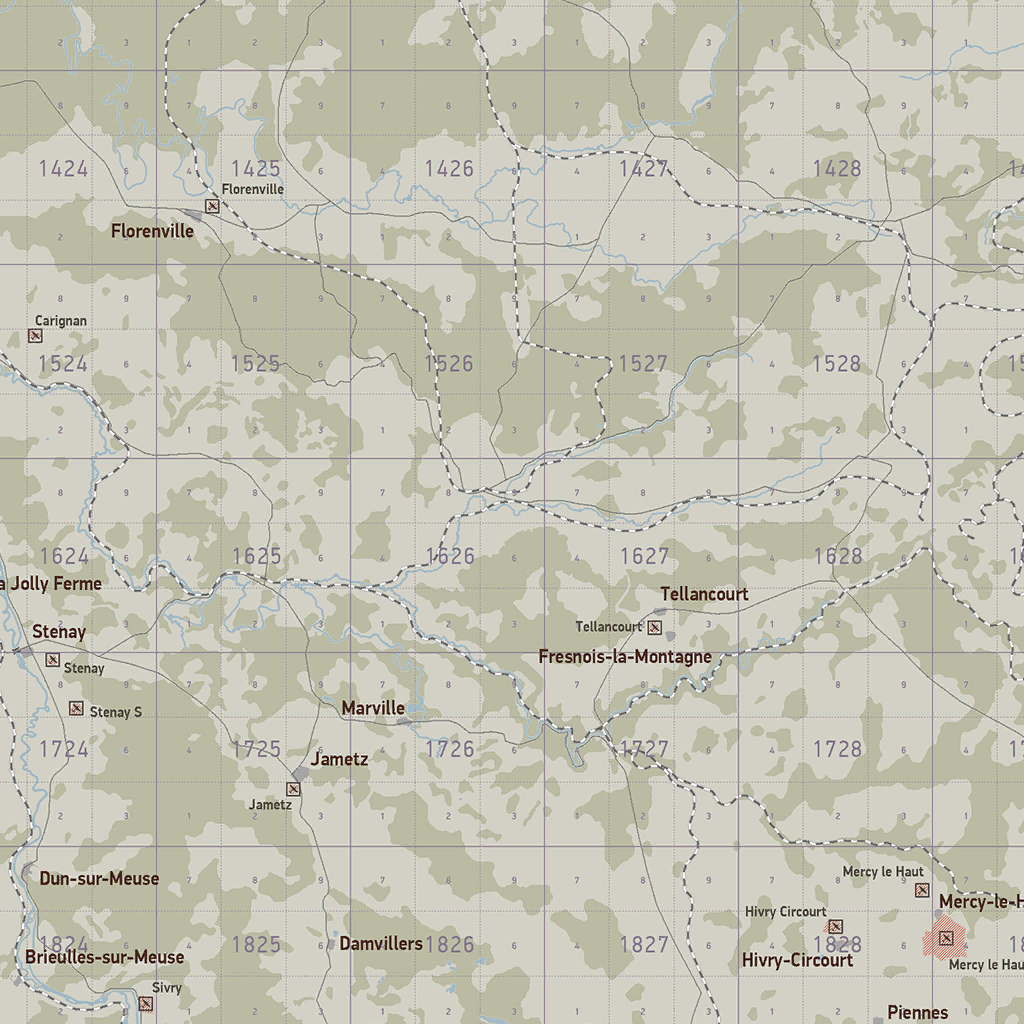 1424
1425
1426
1427
1428
Florenville
Florenville
Carignan
1524
1525
1526
1527
1528
1624
1625
1626
1627
1628
a Jolly Ferme
Tellancourt
Tellancourt
Stenay
Stenay
Fresnois-la-Montagne
Stenay S
Marville
1724
1725
1726
1727
1728
Jametz
Jametz
Dun-sur-Meuse
Mercy le Haut
Mercy-le-H
Hivry Circourt
1824
1825
Damvillers
1826
1827
1828
Brieulles-sur-Meuse
Hivry-Circourt
Mercy le Hau
Sivry
Piennes